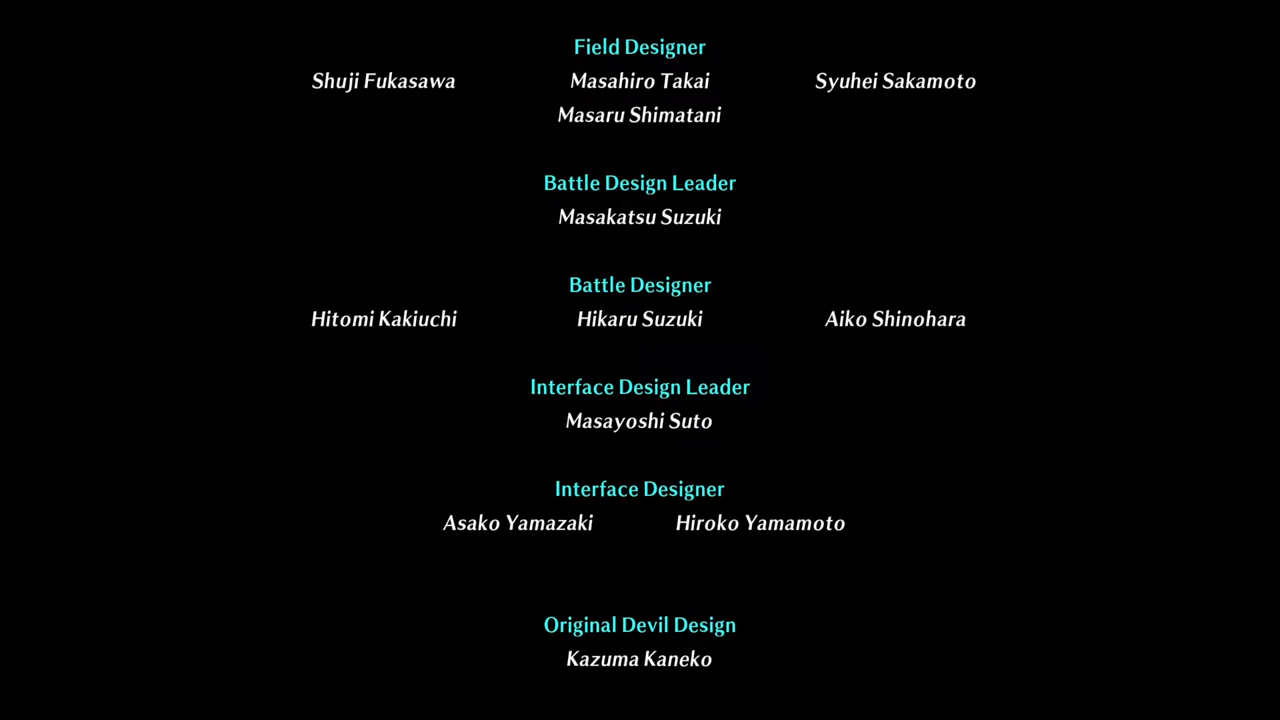 Field Designer
Shuji Fukasawa Masahiro Takai Syuhei Sakamoto
Masaru Shimatani
Battle Design Leader
Masakatsu Suzuki
Battle Designer
Hitomi Kakiuchi Hikaru Suzuki Aiko Shinohara
Interface Design Leader
Masayoshi Suto
Interface Designer
Asako Yamazaki Hiroko Yamamoto
Original Devil Design
Kazuma Kaneko